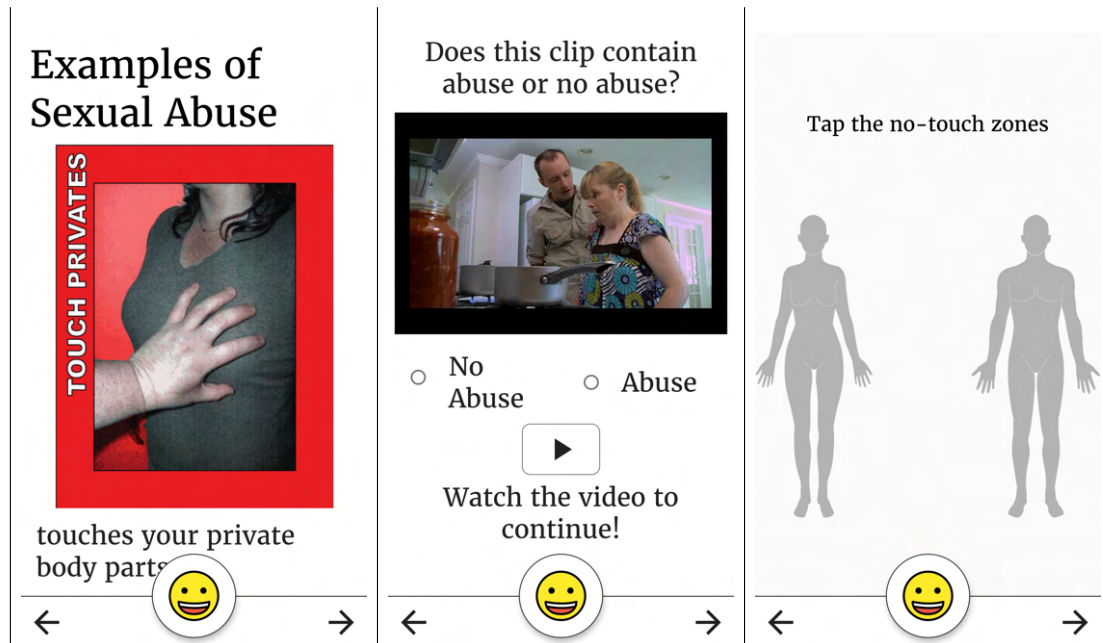 Examples of
Sexual Abuse
TOUCH PRIVATES
touches your private
body parts
Does this clip contain
abuse or no abuse?
No
Abuse
Abuse
Watch the video to
continue!
Tap the no-touch zones